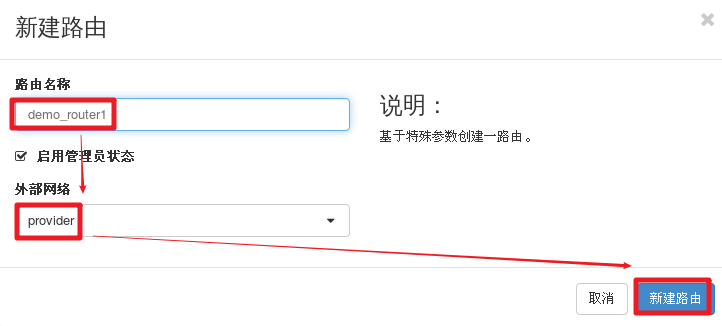 新建路由
路由名称
demo_router1
启用管理员状态
外部网络
provider
说明：
基于特殊参数创建一路由。
取消
新建路由